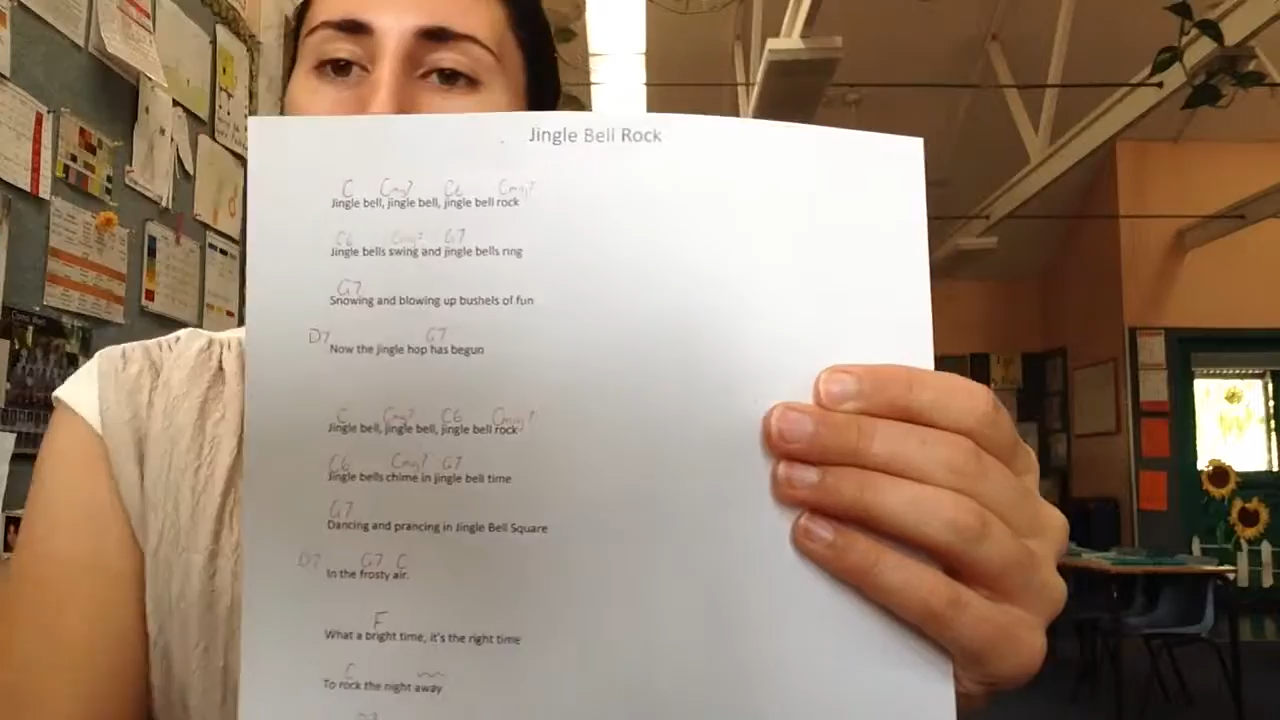 Jingle Bell Rock
C Cmaj7 C6 Cmaj7
Jingle bell, jingle bell, jingle bell rock
C6 Cmaj7 G7
Jingle bells swing and jingle bells ring
G7
Snowing and blowing up bushels of fun
D7 G7
Now the jingle hop has begun
C Cmaj7 C6 Cmaj7
Jingle bell, jingle bell, jingle bell rock
C6 Cmaj7 G7
Jingle bells chime in jingle bell time
G7
Dancing and prancing in Jingle Bell Square
D7 G7 C
In the frosty air.
F
What a bright time, it's the right time
C
To rock the night away